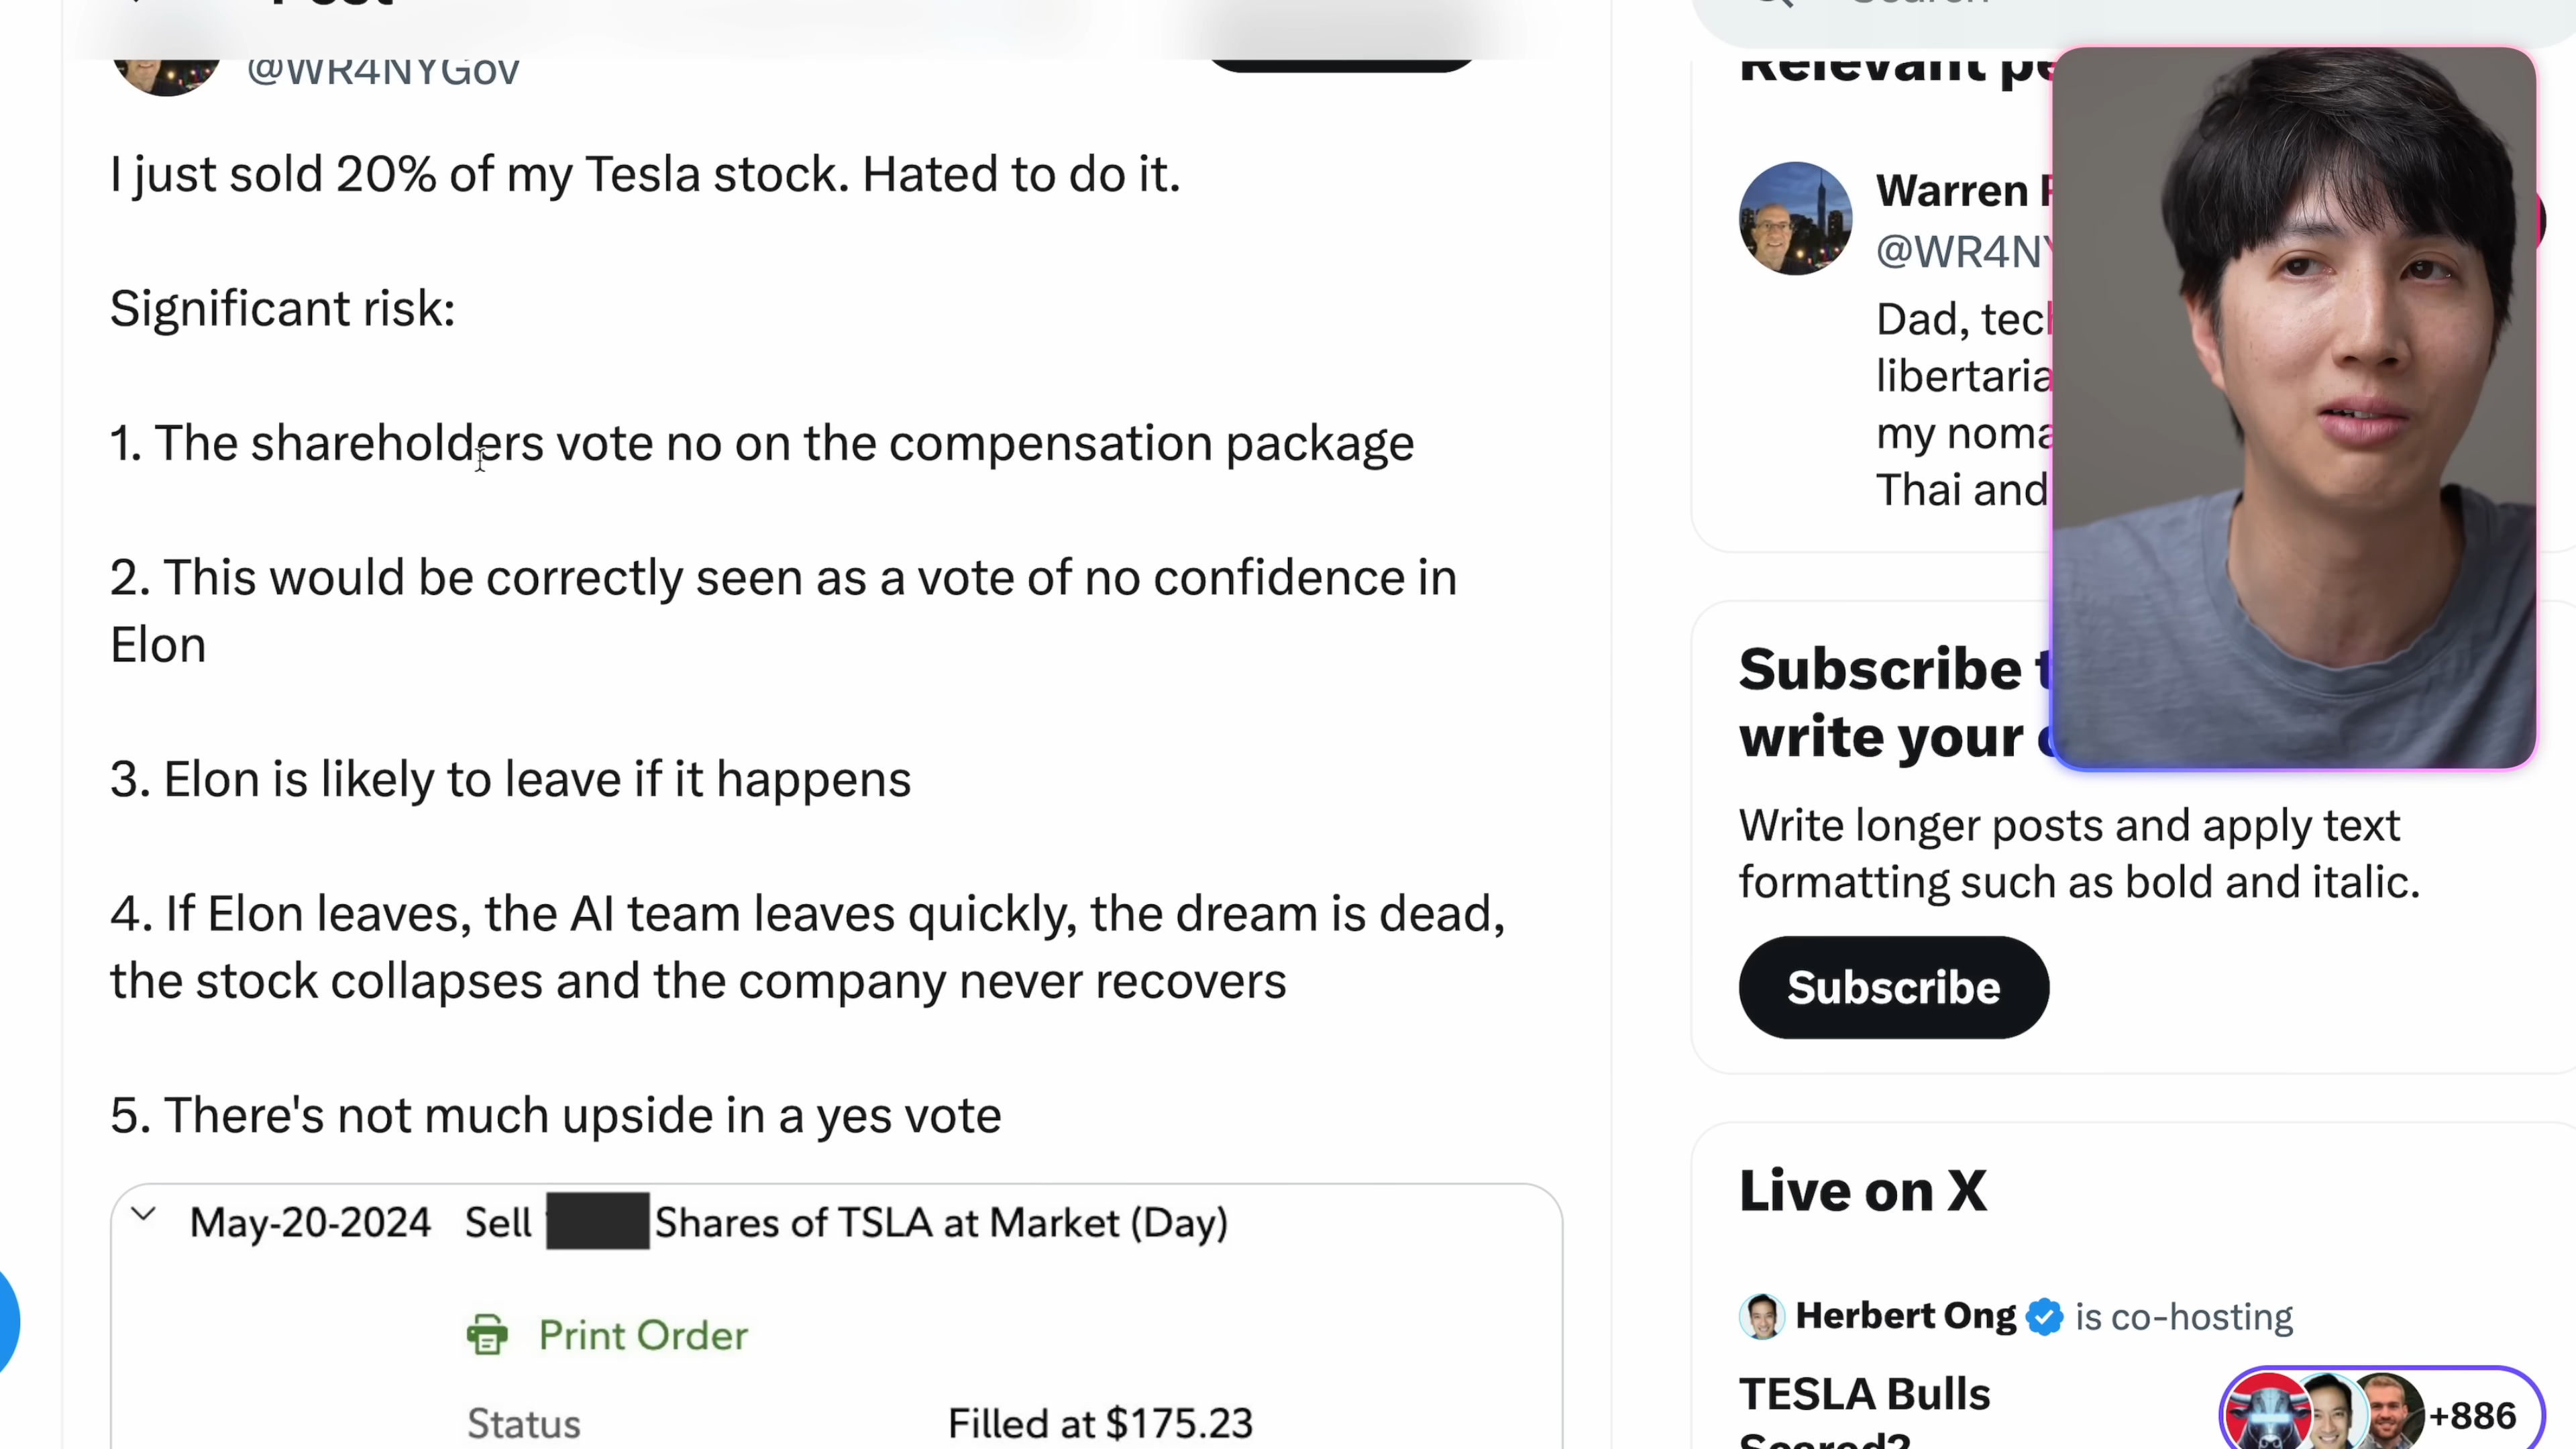 @WR4NYGov
I just sold 20% of my Tesla stock. Hated to do it.
Significant risk:
1. The shareholders vote no on the compensation package
2. This would be correctly seen as a vote of no confidence in
Elon
3. Elon is likely to leave if it happens
4. If Elon leaves, the AI team leaves quickly, the dream is dead,
the stock collapses and the company never recovers
5. There's not much upside in a yes vote
May-20-2024 Sell Shares of TSLA at Market (Day)
Print Order
Status Filled at $175.23
Search
Relevant
Warren
@WR4NY
Dad,
my
Thai and
Subscribe
write your
Write longer posts and apply text
formatting such as bold and italic.
Subscribe
Live on X
Herbert Ong is co-hosting
TESLA Bulls
Scared?
+886